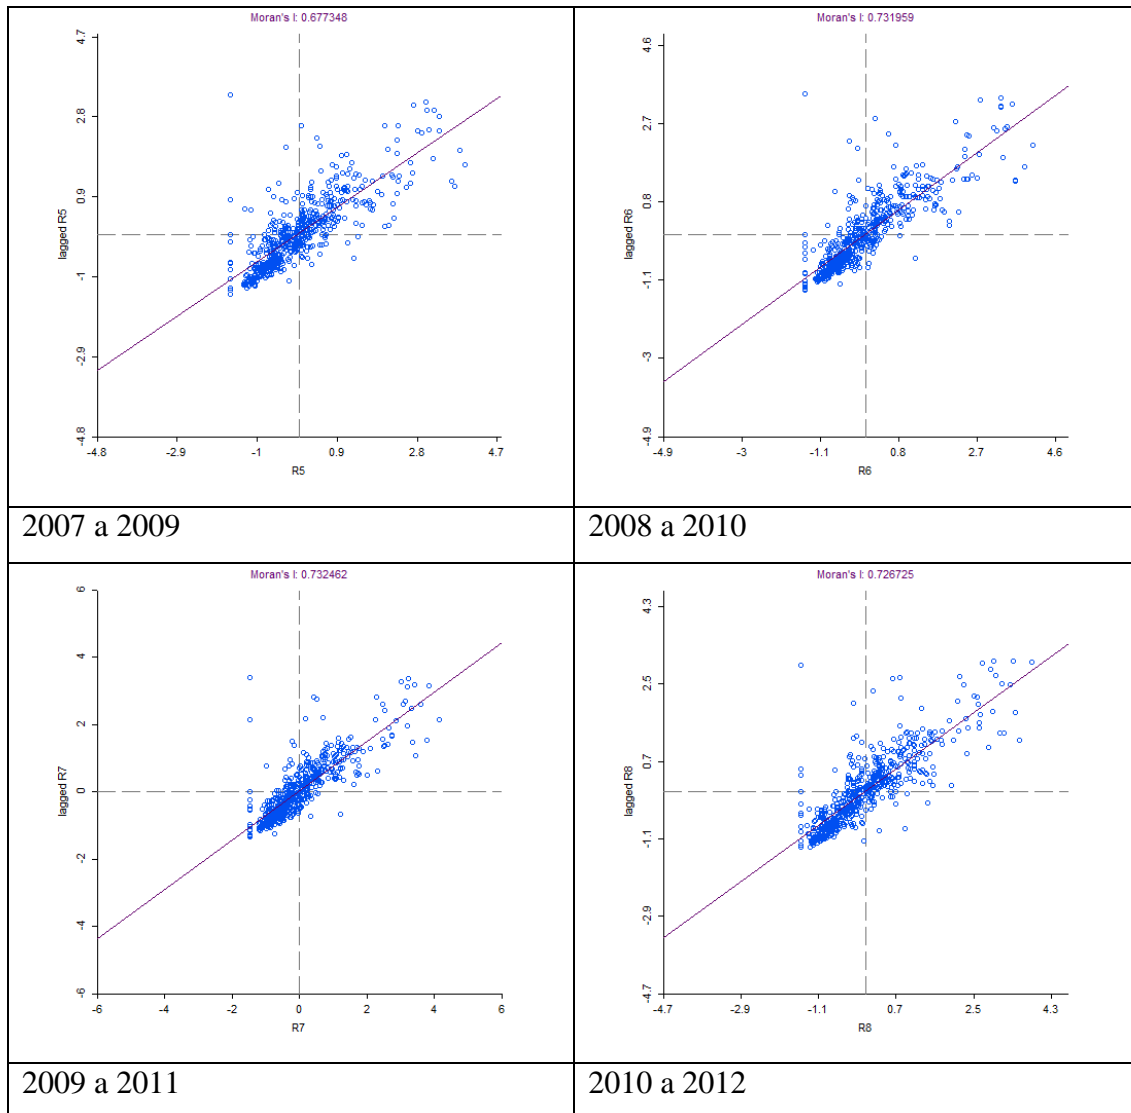 Moran's I: 0.677348
4.7
2.8
0.9
-1
-2.9
-4.8
lagged R5
-4.8 -2.9 -1 0.9 2.8 4.7
R5
Moran's I: 0.731959
4.6
2.7
0.8
-1.1
-3
-4.9
lagged R6
-4.9 -3 -1.1 0.8 2.7 4.6
R6
2007 a 2009
2008 a 2010
Moran's I: 0.732462
6
4
2
0
-2
-4
-6
lagged R7
-6 -4 -2 0 2 4 6
R7
Moran's I: 0.726725
4.3
2.5
0.7
-1.1
-2.9
-4.7
lagged R8
-4.7 -2.9 -1.1 0.7 2.5 4.3
R8
2009 a 2011
2010 a 2012